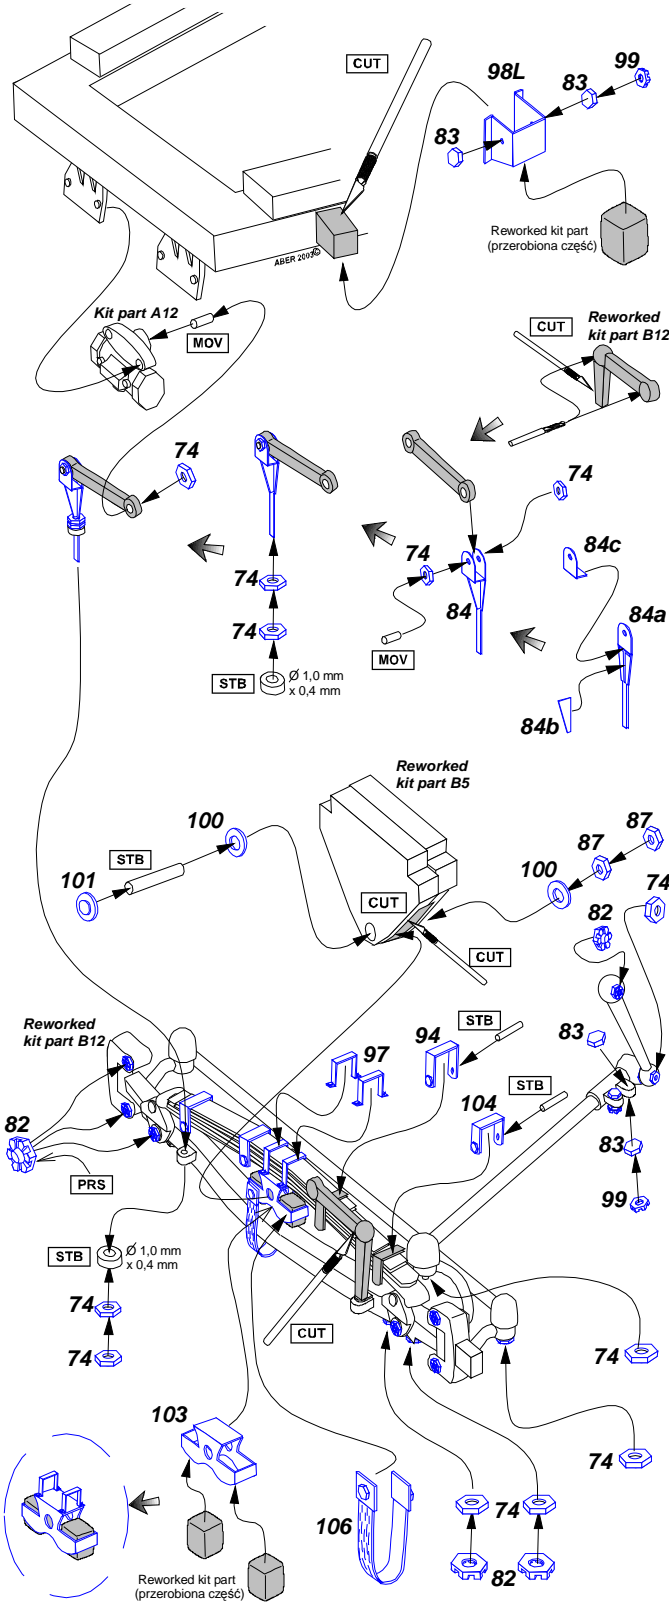 CUT
98L
83
99
83
Reworked kit part
(przerobiona część)
ABER 2003©
Kit part A12
MOV
Reworked
kit part B12
CUT
74
74
74
84c
74
84
84a
74
MOV
STB
Ø 1,0 mm
x 0,4 mm
84b
Reworked
kit part B5
100
STB
101
CUT
87
87
100
74
82
CUT
Reworked
kit part B12
97
94
STB
83
104
STB
82
PRS
83
99
STB
Ø 1,0 mm
x 0,4 mm
74
74
CUT
74
103
74
106
74
82
Reworked kit part
(przerobiona część)